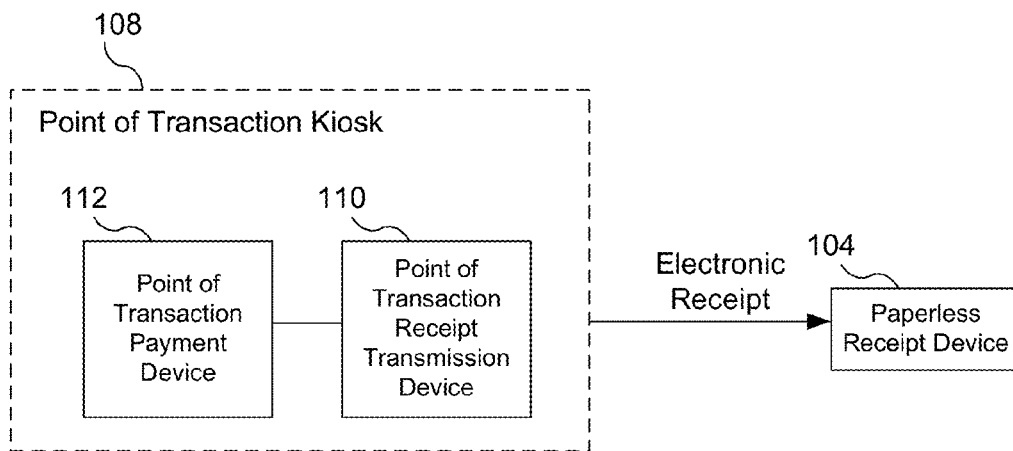 108
Point of Transaction Kiosk
112
110
Point of
Transaction
Payment
Device
Point of
Transaction
Receipt
Transmission
Device
Electronic
Receipt
104
Paperless
Receipt Device